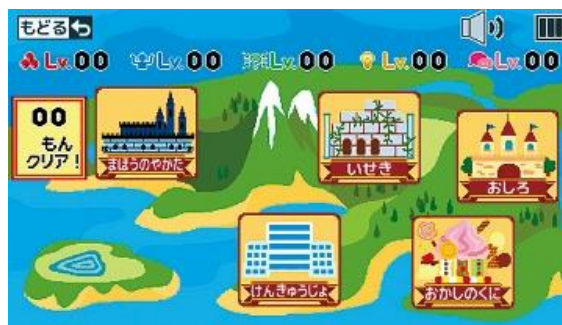 もどる
Lv.00 Lv.00 Lv.00 Lv.00 Lv.00
00
もん
クリア!
まほうのやかた
いせき
おしろ
けんきゅうじょ
おかしのくに